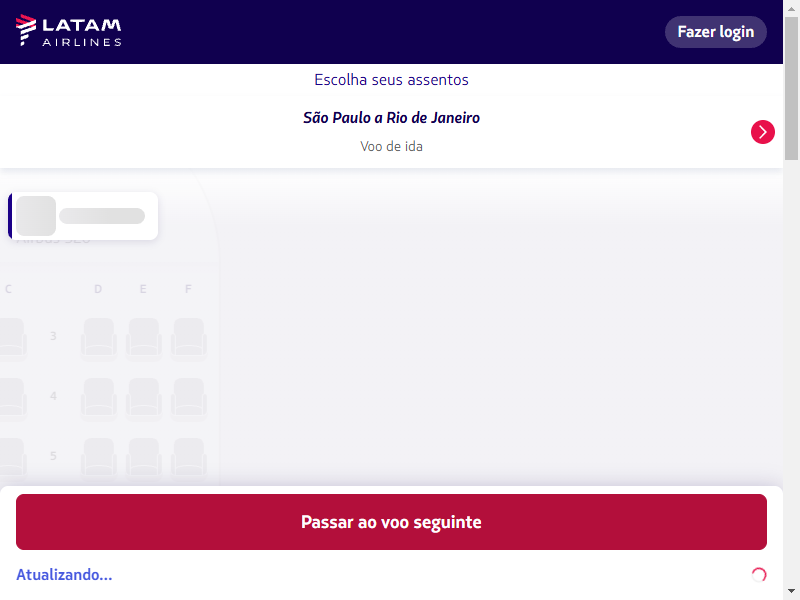 LATAM
AIRLINES
Fazer login
Escolha seus assentos
São Paulo a Rio de Janeiro
Voo de ida
C D E F
3
4
5
Passar ao voo seguinte
Atualizando...